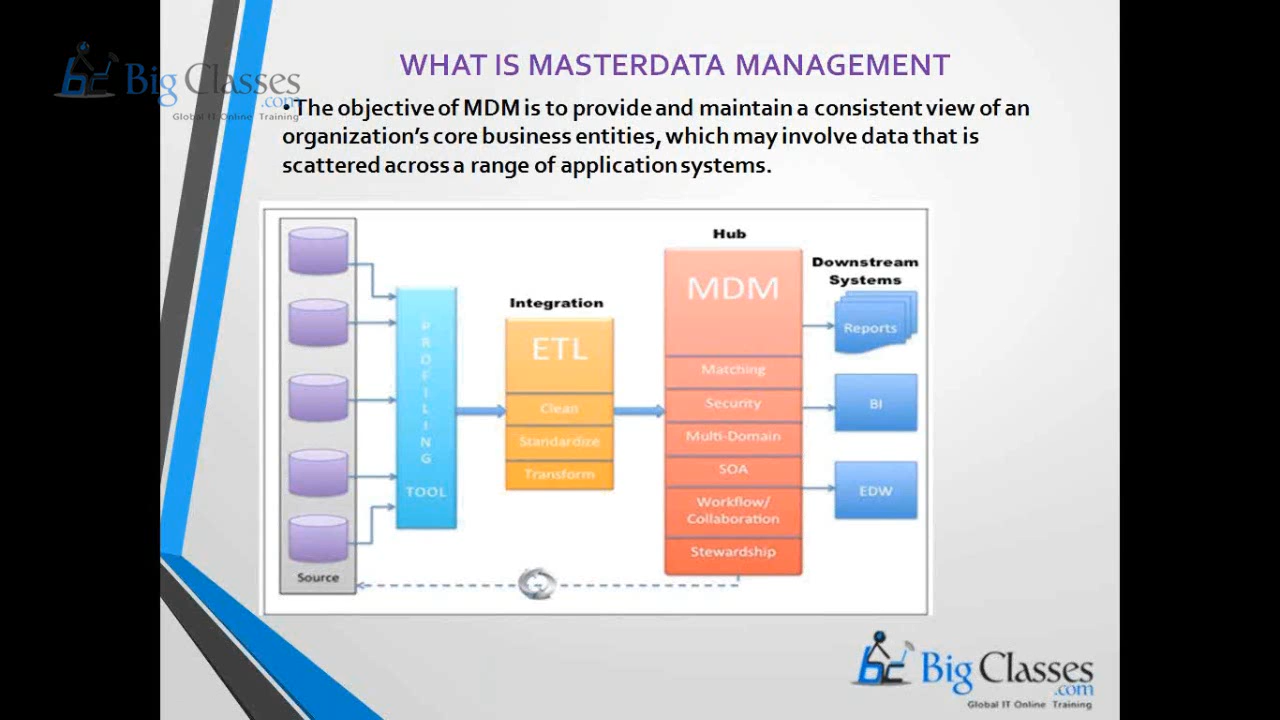 WHAT IS MASTERDATA MANAGEMENT
Big Classes
.com
Global IT Online Training
•The objective of MDM is to provide and maintain a consistent view of an
organization's core business entities, which may involve data that is
scattered across a range of application systems.
Source
PROFILING
TOOL
Integration
ETL
Clean
Standardize
Transform
Hub
MDM
Matching
Security
Multi-Domain
SOA
Workflow/
Collaboration
Stewardship
Downstream
Systems
Reports
BI
EDW
Big Classes
.com
Global IT Online Training